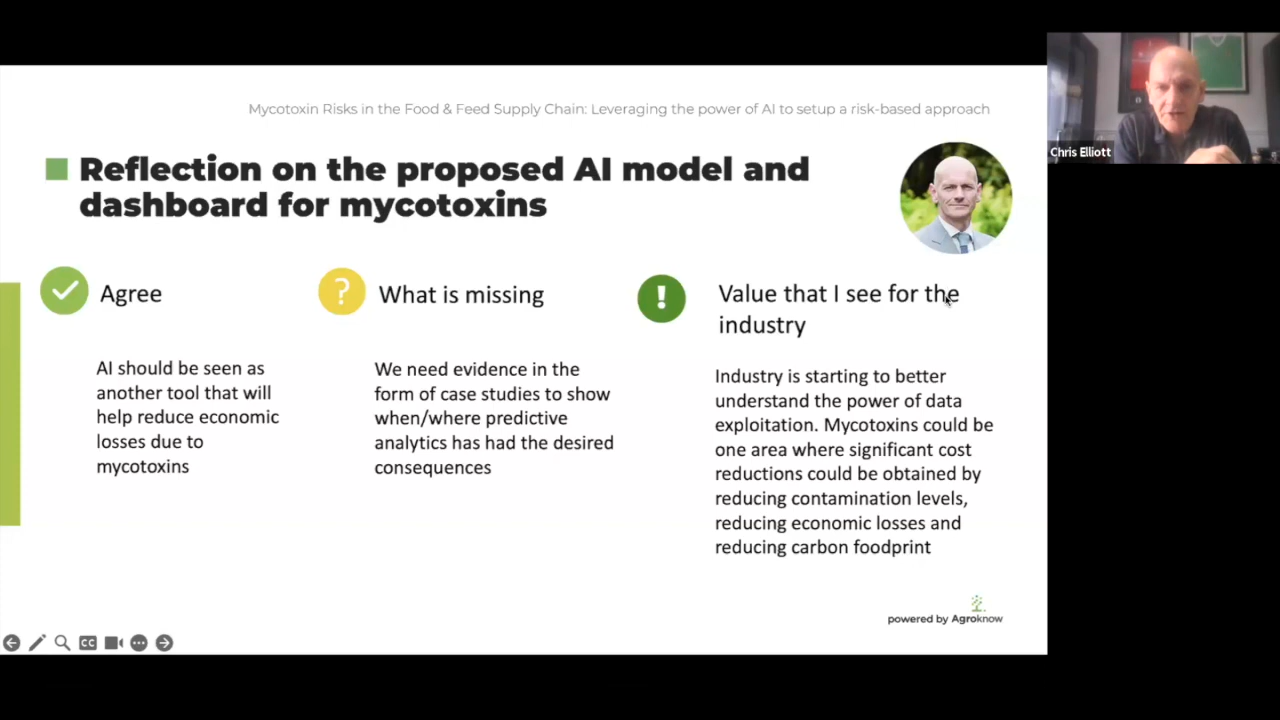 Mycotoxin Risks in the Food & Feed Supply Chain: Leveraging the power of AI to setup a risk-based approach
Reflection on the proposed AI model and
dashboard for mycotoxins
Chris Elliott
Agree
AI should be seen as
another tool that will
help reduce economic
losses due to
mycotoxins
?
What is missing
We need evidence in the
form of case studies to show
when/where predictive
analytics has had the desired
consequences
!
Value that I see for the
industry
Industry is starting to better
understand the power of data
exploitation. Mycotoxins could be
one area where significant cost
reductions could be obtained by
reducing contamination levels,
reducing economic losses and
reducing carbon foodprint
powered by Agroknow
CC